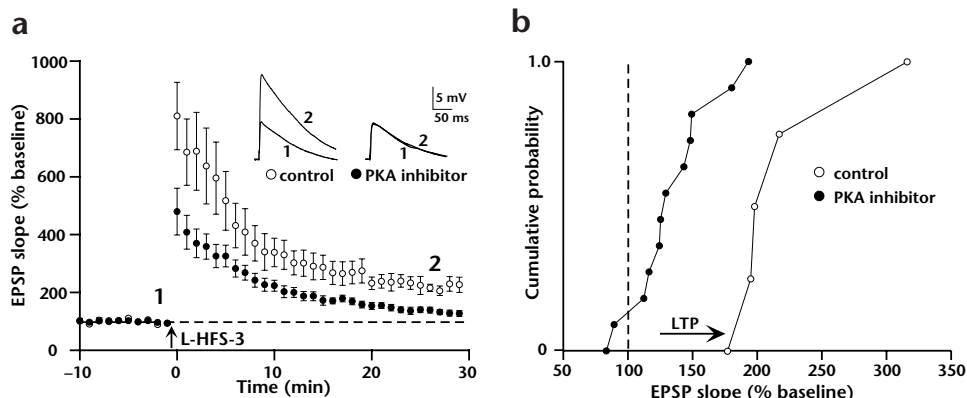 a
EPSP slope (% baseline)
1000
800
600
400
200
0
−10
0
10
20
30
Time (min)
1
L-HFS-3
2
2
1
2
1
5 mV
50 ms
control
PKA inhibitor
b
Cumulative probability
1.0
0
50
100
150
200
250
300
350
EPSP slope (% baseline)
LTP
control
PKA inhibitor